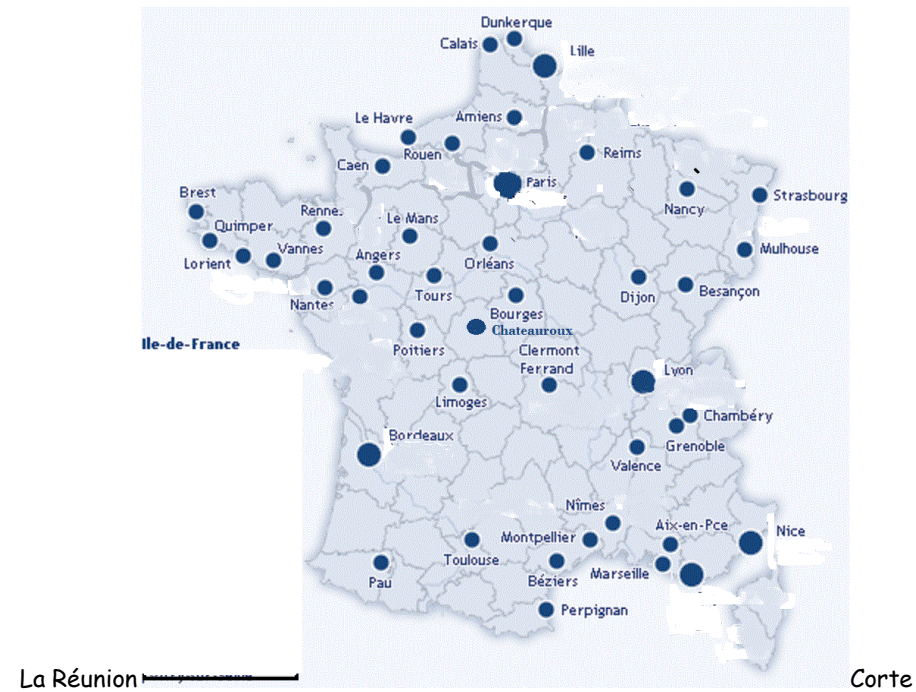 Dunkerque
Calais
Lille
Le Havre
Amiens
Rouen
Reims
Caen
Paris
Brest
Nancy
Strasbourg
Quimper
Rennes
Le Mans
Lorient
Vannes
Angers
Orléans
Mulhouse
Nantes
Tours
Bourges
Dijon
Besançon
Chateauroux
Ile-de-France
Poitiers
Clermont
Ferrand
Lyon
Limoges
Chambéry
Bordeaux
Grenoble
Valence
Nîmes
Aix-en-Pce
Nice
Montpellier
Toulouse
Pau
Béziers
Marseille
Perpignan
La Réunion
Corte